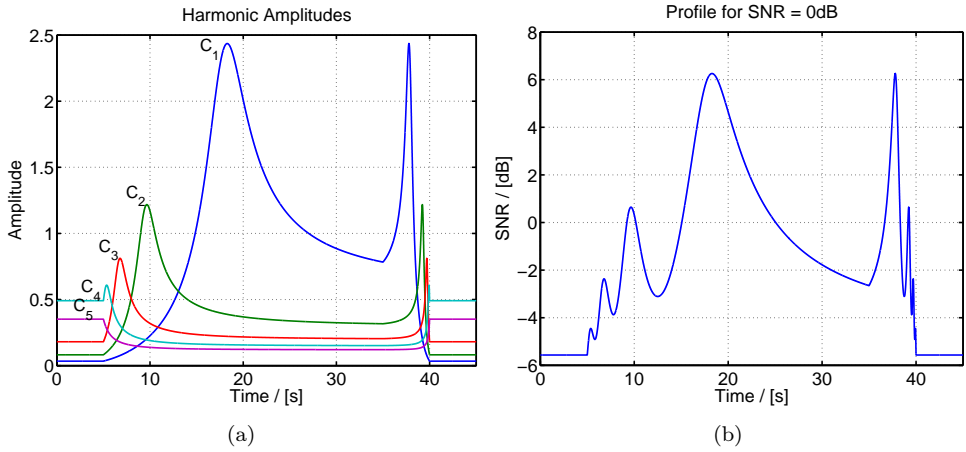 Harmonic Amplitudes
2.5
2
1.5
1
0.5
0
Amplitude
C1
C2
C3
C4
C5
0 10 20 30 40
Time / [s]
(a)
Profile for SNR = 0dB
8
6
4
2
0
−2
−4
−6
SNR / [dB]
0 10 20 30 40
Time / [s]
(b)